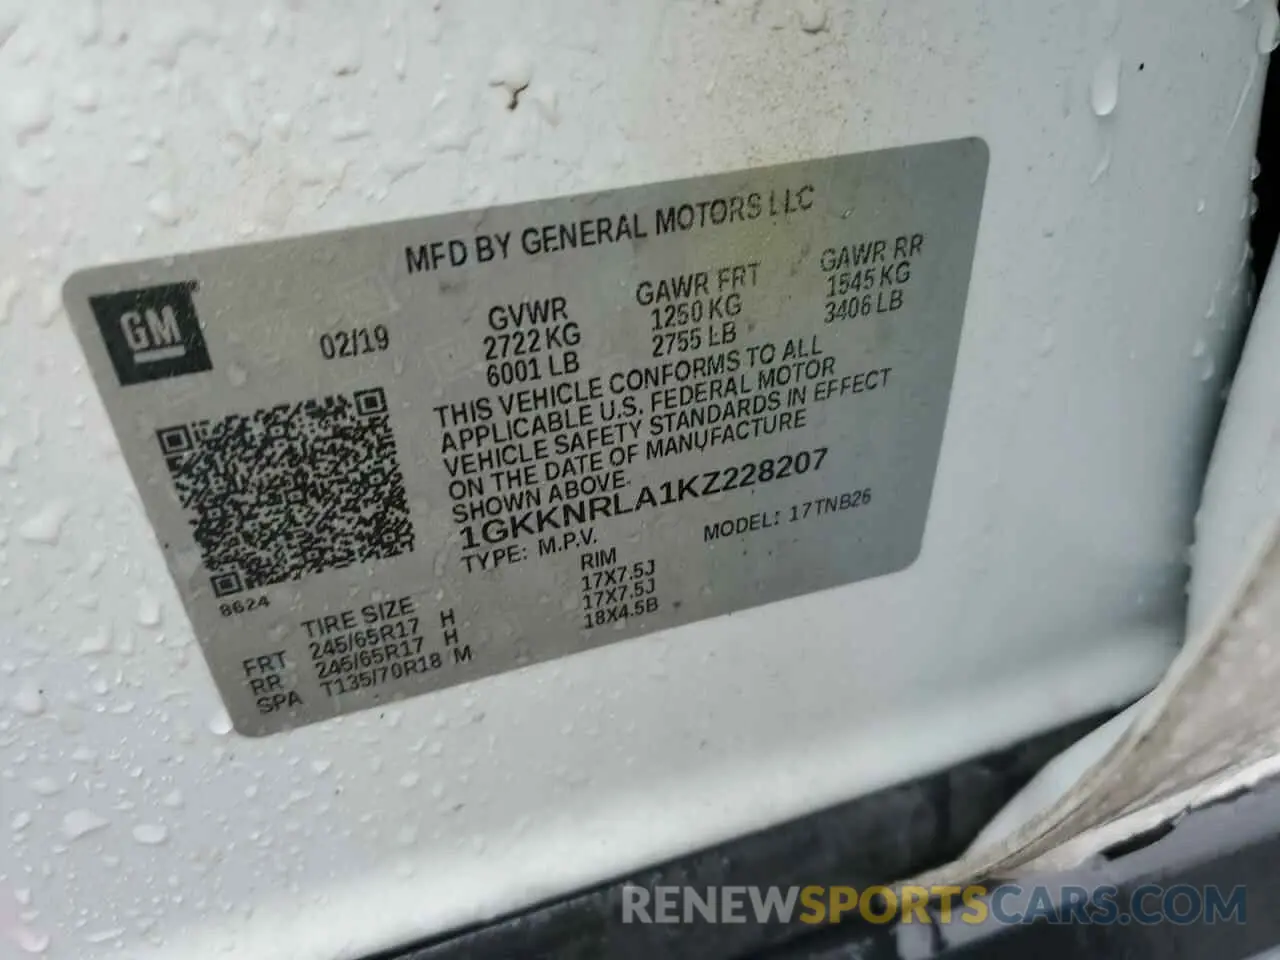 MFD BY GENERAL MOTORS LLC
GM
02/19
GVWR
2722 KG
6001 LB
GAWR FRT
1250 KG
2755 LB
GAWR RR
1545 KG
3406 LB
THIS VEHICLE CONFORMS TO ALL
APPLICABLE U.S. FEDERAL MOTOR
VEHICLE SAFETY STANDARDS IN EFFECT
ON THE DATE OF MANUFACTURE
SHOWN ABOVE.
1GKKNRLA1KZ228207
TYPE: M.P.V. MODEL: 17TNB26
8624
TIRE SIZE RIM
FRT 245/65R17 H 17X7.5J
RR 245/65R17 H 17X7.5J
SPA T135/70R18 M 18X4.5B
RENEWSPORTSCARS.COM